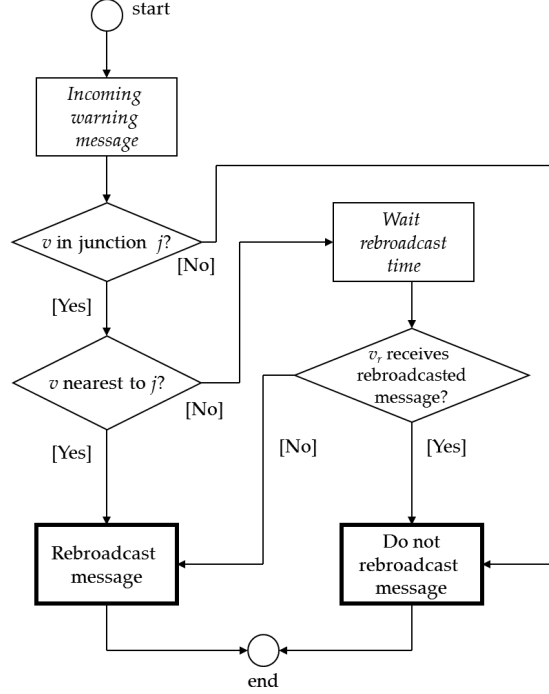 start
Incoming
warning
message
v in junction j?
[No]
[Yes]
Wait
rebroadcast
time
v nearest to j?
[No]
[Yes]
vᵣ receives
rebroadcasted
message?
[No]
[Yes]
Rebroadcast
message
Do not
rebroadcast
message
end